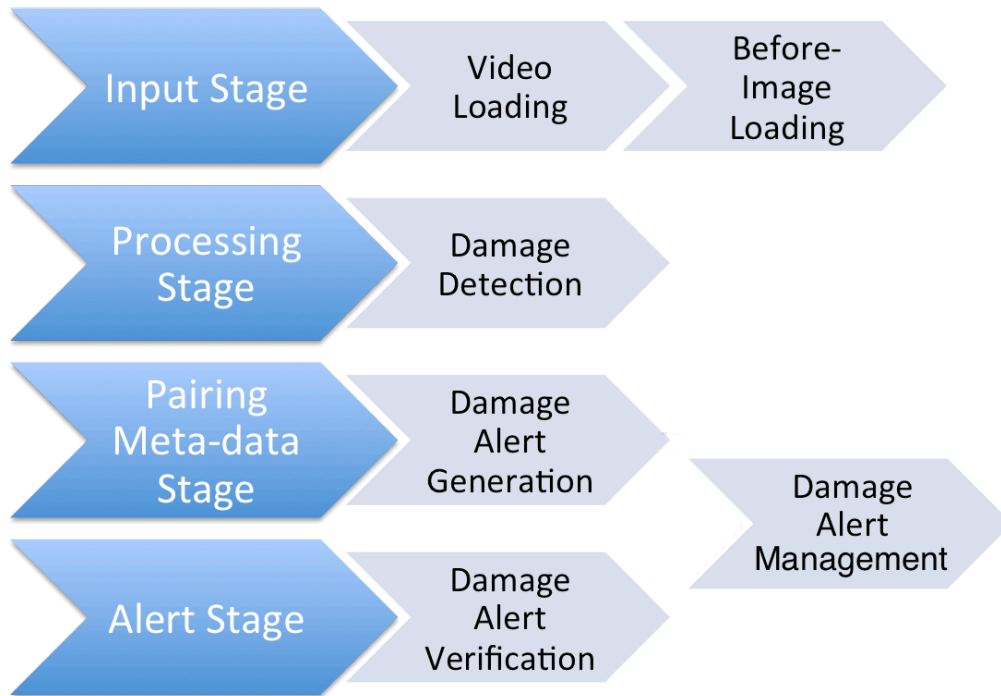 Input Stage
Video
Loading
Before-
Image
Loading
Processing
Stage
Damage
Detection
Pairing
Meta-data
Stage
Damage
Alert
Generation
Damage
Alert
Management
Alert Stage
Damage
Alert
Verification